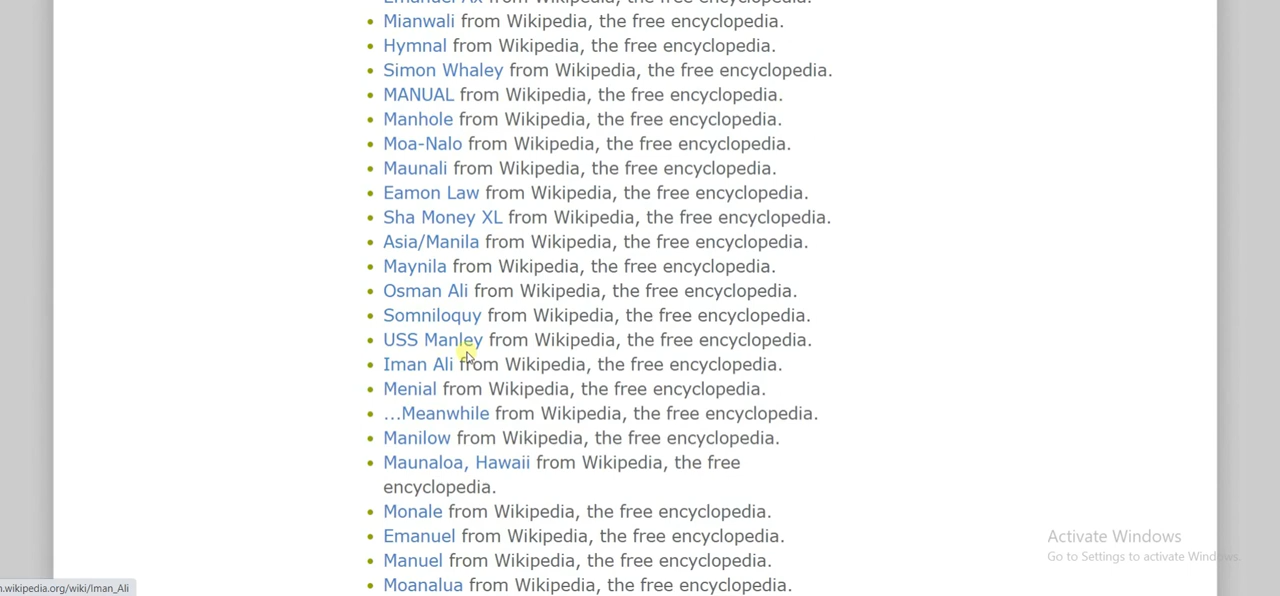 Emanuel Ax from Wikipedia, the free encyclopedia.
Mianwali from Wikipedia, the free encyclopedia.
Hymnal from Wikipedia, the free encyclopedia.
Simon Whaley from Wikipedia, the free encyclopedia.
MANUAL from Wikipedia, the free encyclopedia.
Manhole from Wikipedia, the free encyclopedia.
Moa-Nalo from Wikipedia, the free encyclopedia.
Maunali from Wikipedia, the free encyclopedia.
Eamon Law from Wikipedia, the free encyclopedia.
Sha Money XL from Wikipedia, the free encyclopedia.
Asia/Manila from Wikipedia, the free encyclopedia.
Maynila from Wikipedia, the free encyclopedia.
Osman Ali from Wikipedia, the free encyclopedia.
Somniloquy from Wikipedia, the free encyclopedia.
USS Manley from Wikipedia, the free encyclopedia.
Iman Ali from Wikipedia, the free encyclopedia.
Menial from Wikipedia, the free encyclopedia.
...Meanwhile from Wikipedia, the free encyclopedia.
Manilow from Wikipedia, the free encyclopedia.
Maunaloa, Hawaii from Wikipedia, the free
encyclopedia.
Monale from Wikipedia, the free encyclopedia.
Emanuel from Wikipedia, the free encyclopedia.
Manuel from Wikipedia, the free encyclopedia.
Moanalua from Wikipedia, the free encyclopedia.
Activate Windows
Go to Settings to activate Windows.
n.wikipedia.org/wiki/Iman_Ali